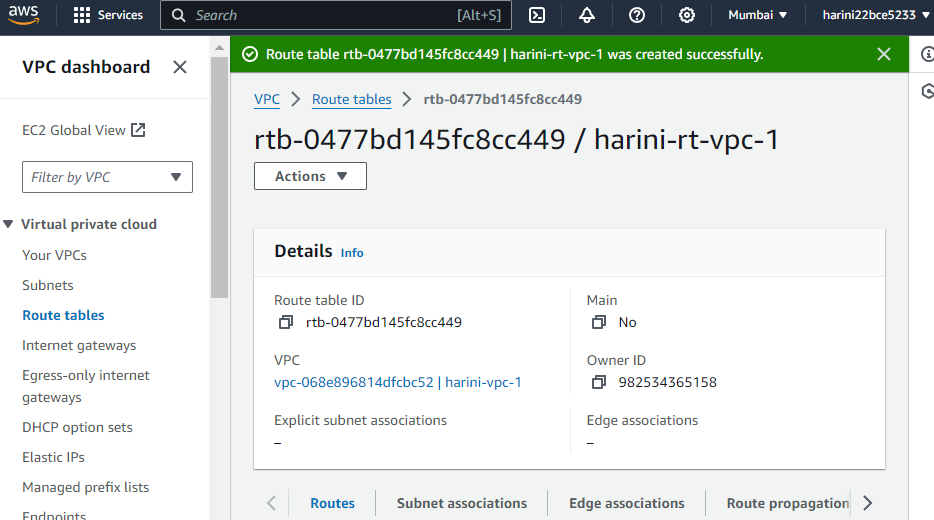 aws Services Search [Alt+S] Mumbai harini22bce5233
VPC dashboard
EC2 Global View
Filter by VPC
Virtual private cloud
Your VPCs
Subnets
Route tables
Internet gateways
Egress-only internet
gateways
DHCP option sets
Elastic IPs
Managed prefix lists
Endpoints
Route table rtb-0477bd145fc8cc449 | harini-rt-vpc-1 was created successfully.
VPC Route tables rtb-0477bd145fc8cc449
rtb-0477bd145fc8cc449 / harini-rt-vpc-1
Actions
Details Info
Route table ID
rtb-0477bd145fc8cc449
Main
No
VPC
vpc-068e896814dfcbc52 | harini-vpc-1
Owner ID
982534365158
Explicit subnet associations
–
Edge associations
–
Routes Subnet associations Edge associations Route propagation